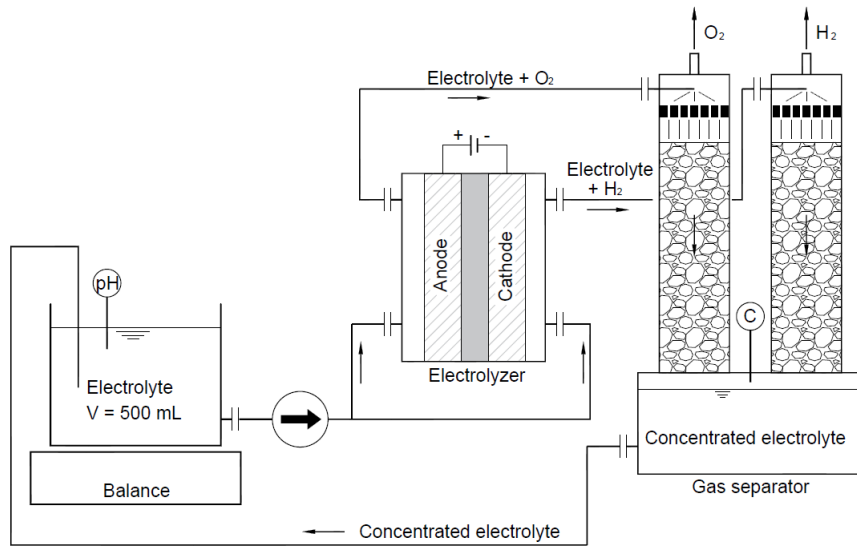 O₂
H₂
Electrolyte + O₂
+ -
Electrolyte
+ H₂
Anode
Cathode
pH
C
Electrolyte
V = 500 mL
Electrolyzer
Concentrated electrolyte
Balance
Gas separator
Concentrated electrolyte